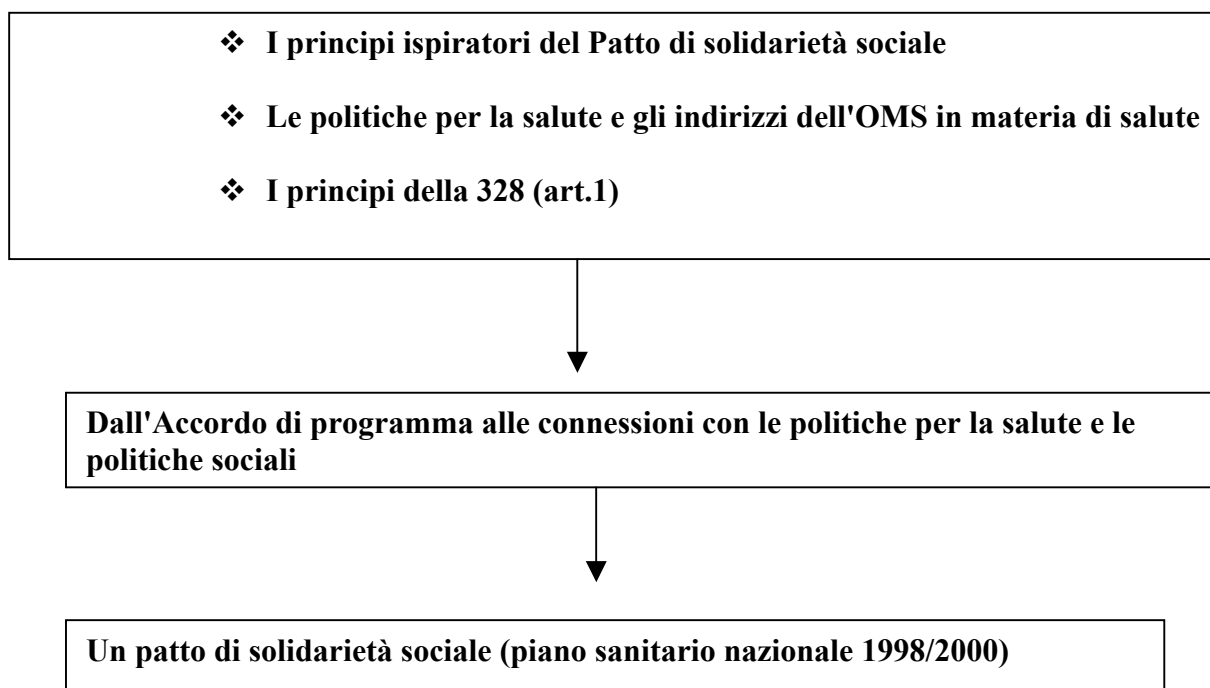 ❖ I principi ispiratori del Patto di solidarietà sociale
❖ Le politiche per la salute e gli indirizzi dell'OMS in materia di salute
❖ I principi della 328 (art.1)
Dall'Accordo di programma alle connessioni con le politiche per la salute e le
politiche sociali
Un patto di solidarietà sociale (piano sanitario nazionale 1998/2000)